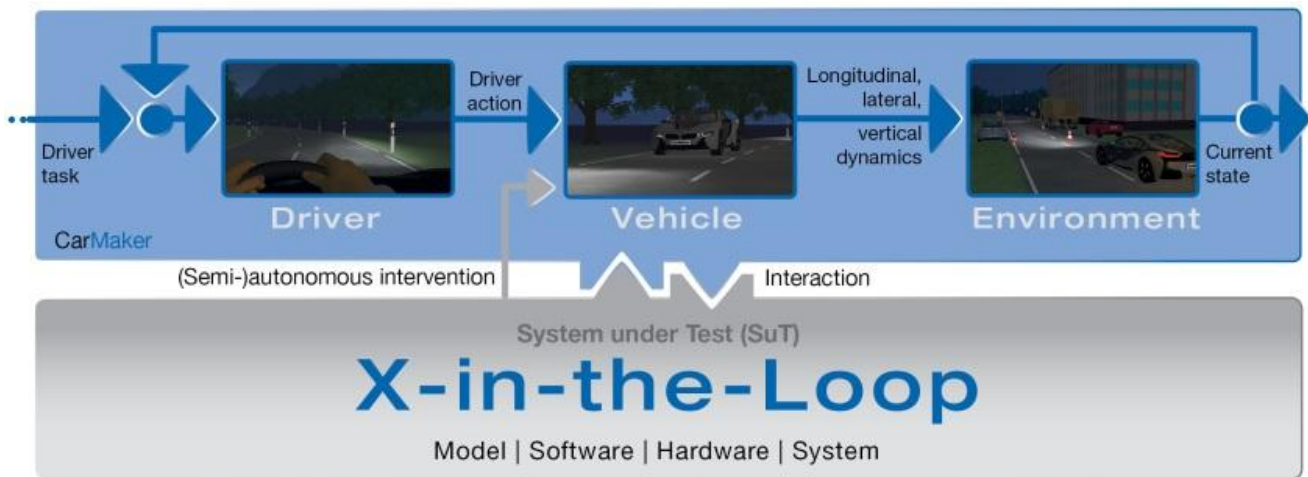 Driver
task
Driver
action
Longitudinal,
lateral,
vertical
dynamics
Current
state
Driver
Vehicle
Environment
CarMaker
(Semi-)autonomous intervention
Interaction
System under Test (SuT)
X-in-the-Loop
Model | Software | Hardware | System